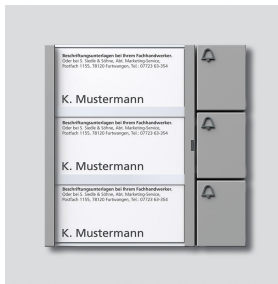 Beschriftungsunterlagen bei Ihrem Fachhandwerker.
Oder bei S. Siedle & Söhne, Abt. Marketing-Service,
Postfach 1155, 78120 Furtwangen, Tel.: 07723 63-354
K. Mustermann
Beschriftungsunterlagen bei Ihrem Fachhandwerker.
Oder bei S. Siedle & Söhne, Abt. Marketing-Service,
Postfach 1155, 78120 Furtwangen, Tel.: 07723 63-354
K. Mustermann
Beschriftungsunterlagen bei Ihrem Fachhandwerker.
Oder bei S. Siedle & Söhne, Abt. Marketing-Service,
Postfach 1155, 78120 Furtwangen, Tel.: 07723 63-354
K. Mustermann